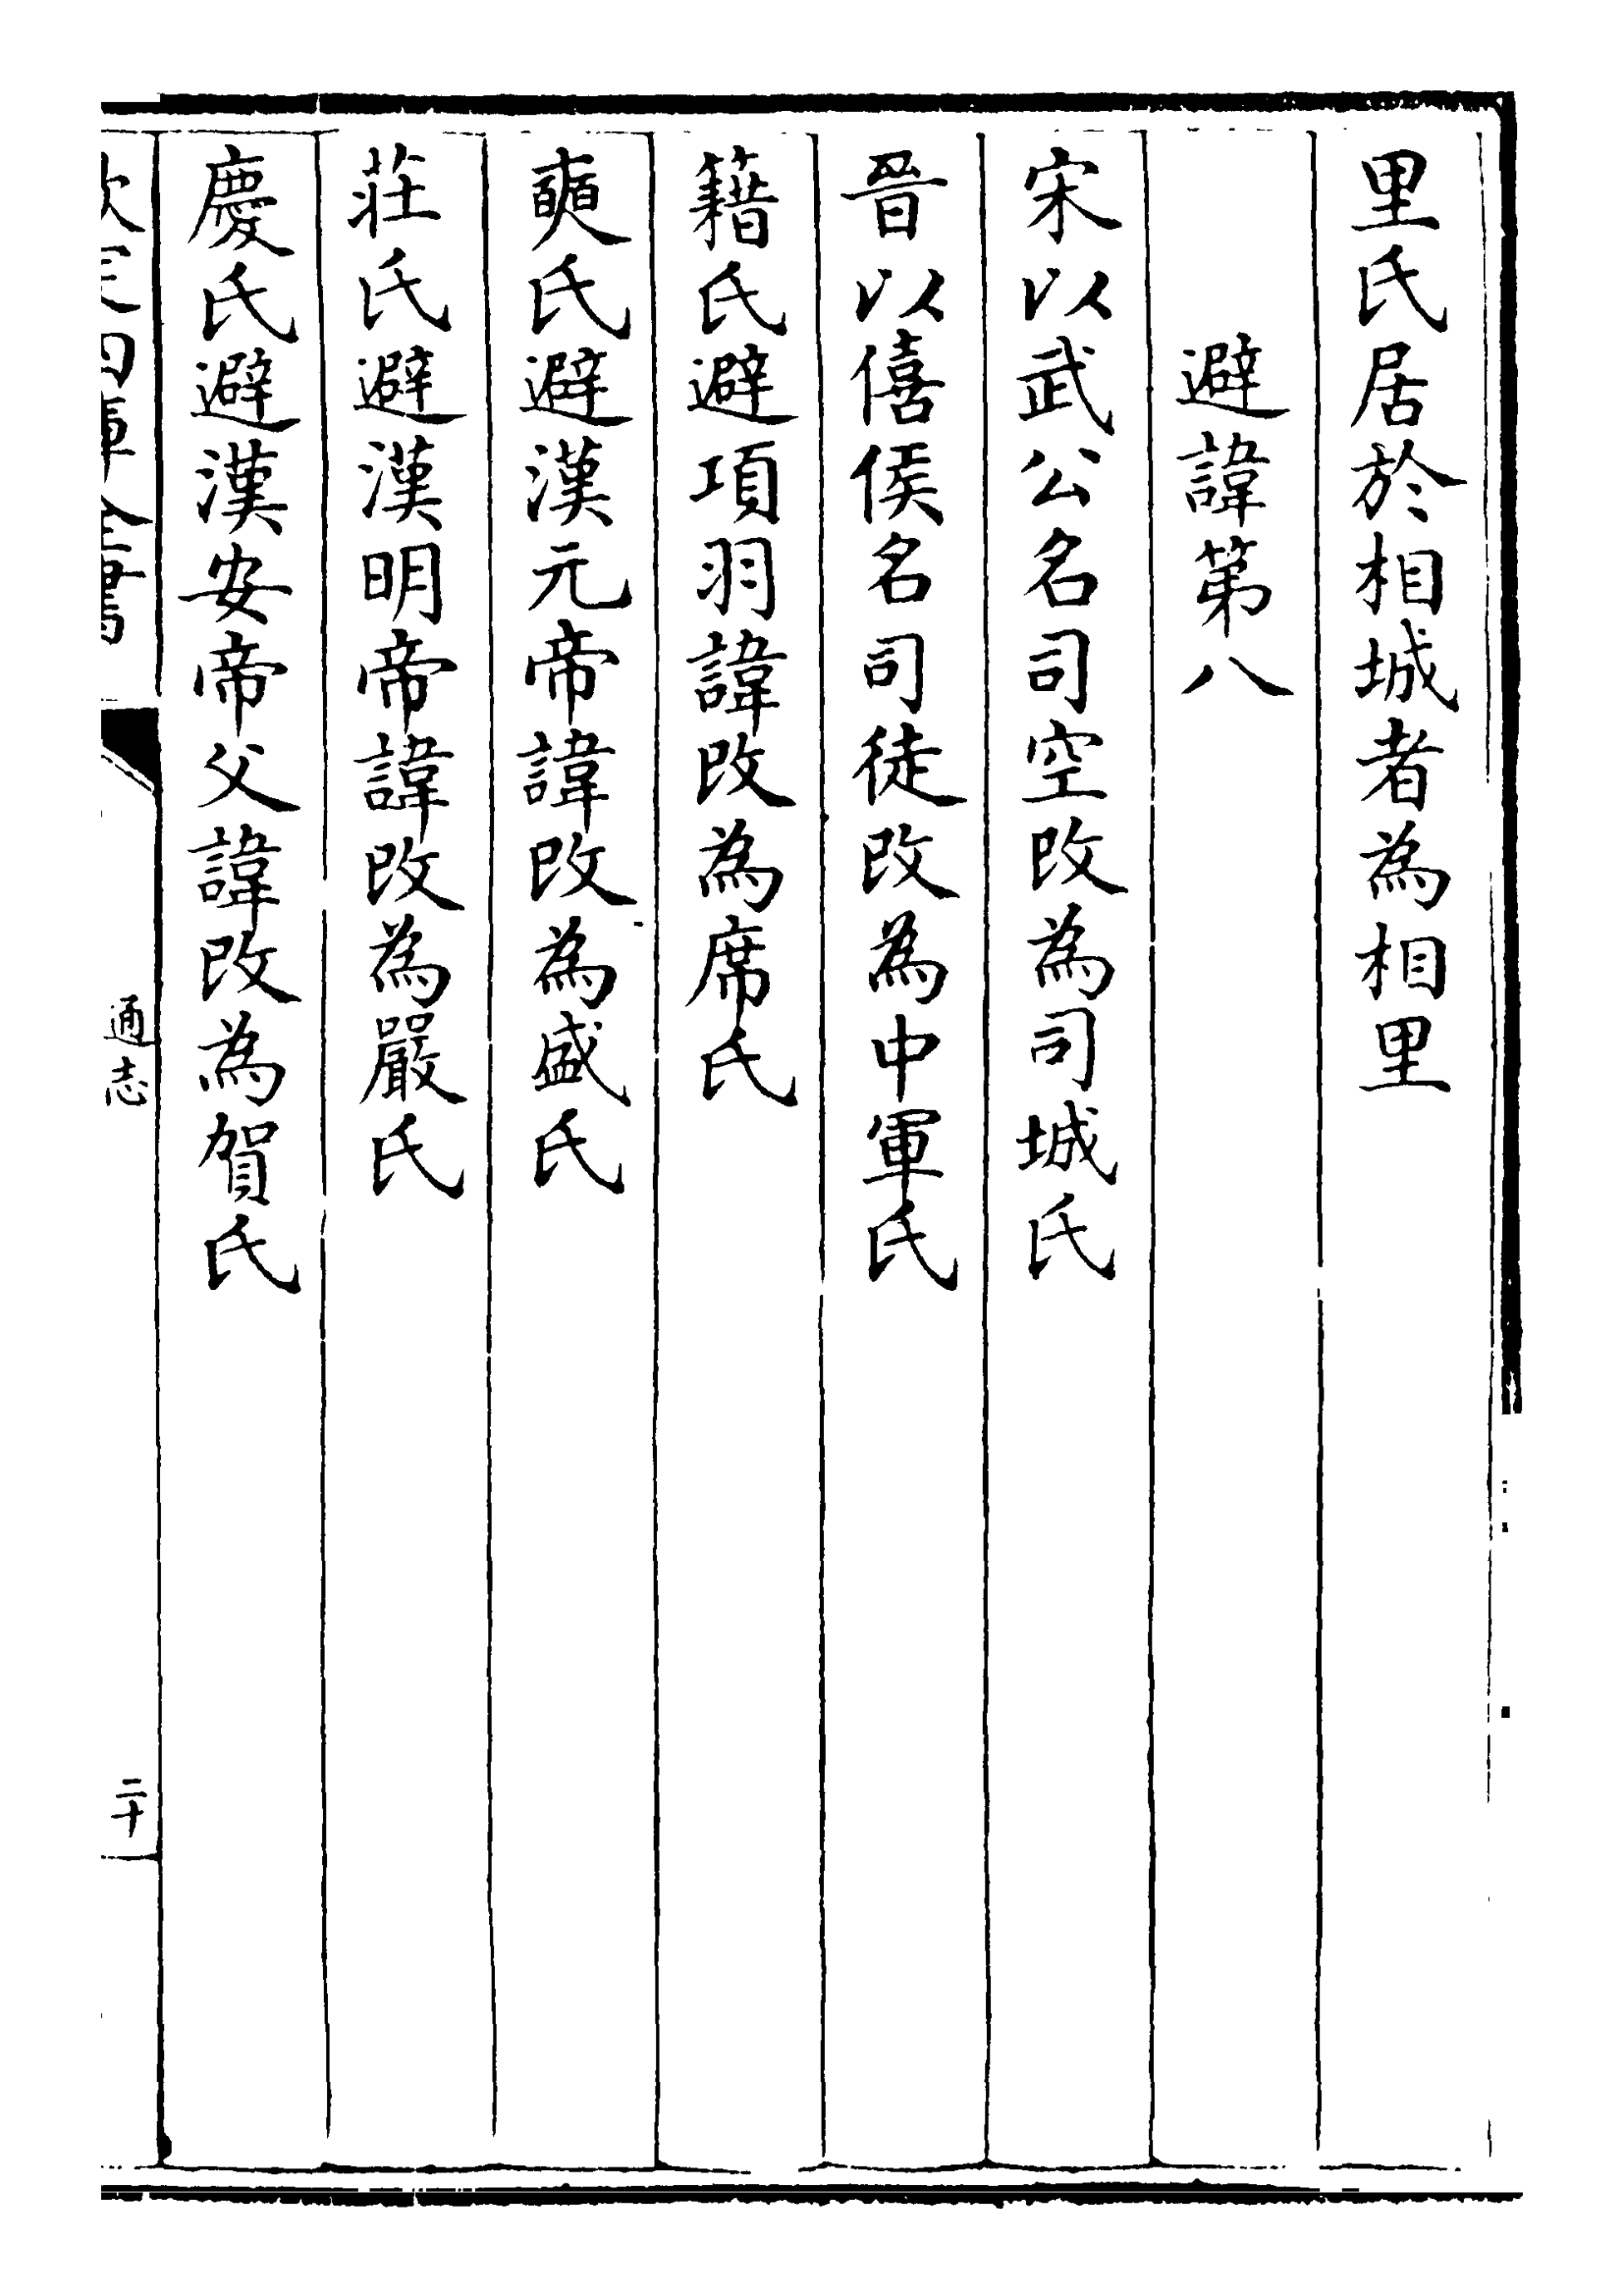 里氏居於相城者為相里
避諱第八
宋以武公名司空改為司城氏
晉以僖侯名司徒改為中軍氏
籍氏避項羽諱改為席氏
奭氏避漢元帝諱改為盛氏
莊氏避漢明帝諱改為嚴氏
慶氏避漢安帝父諱改為賀氏
欽定四庫全書
通志
二十